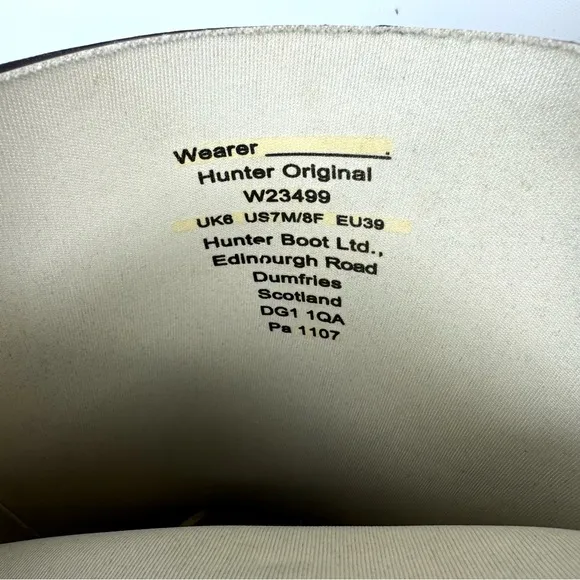 Wearer ____________.
Hunter Original
W23499
UK6 US7M/8F EU39
Hunter Boot Ltd.,
Edinburgh Road
Dumfries
Scotland
DG1 1QA
Pa 1107